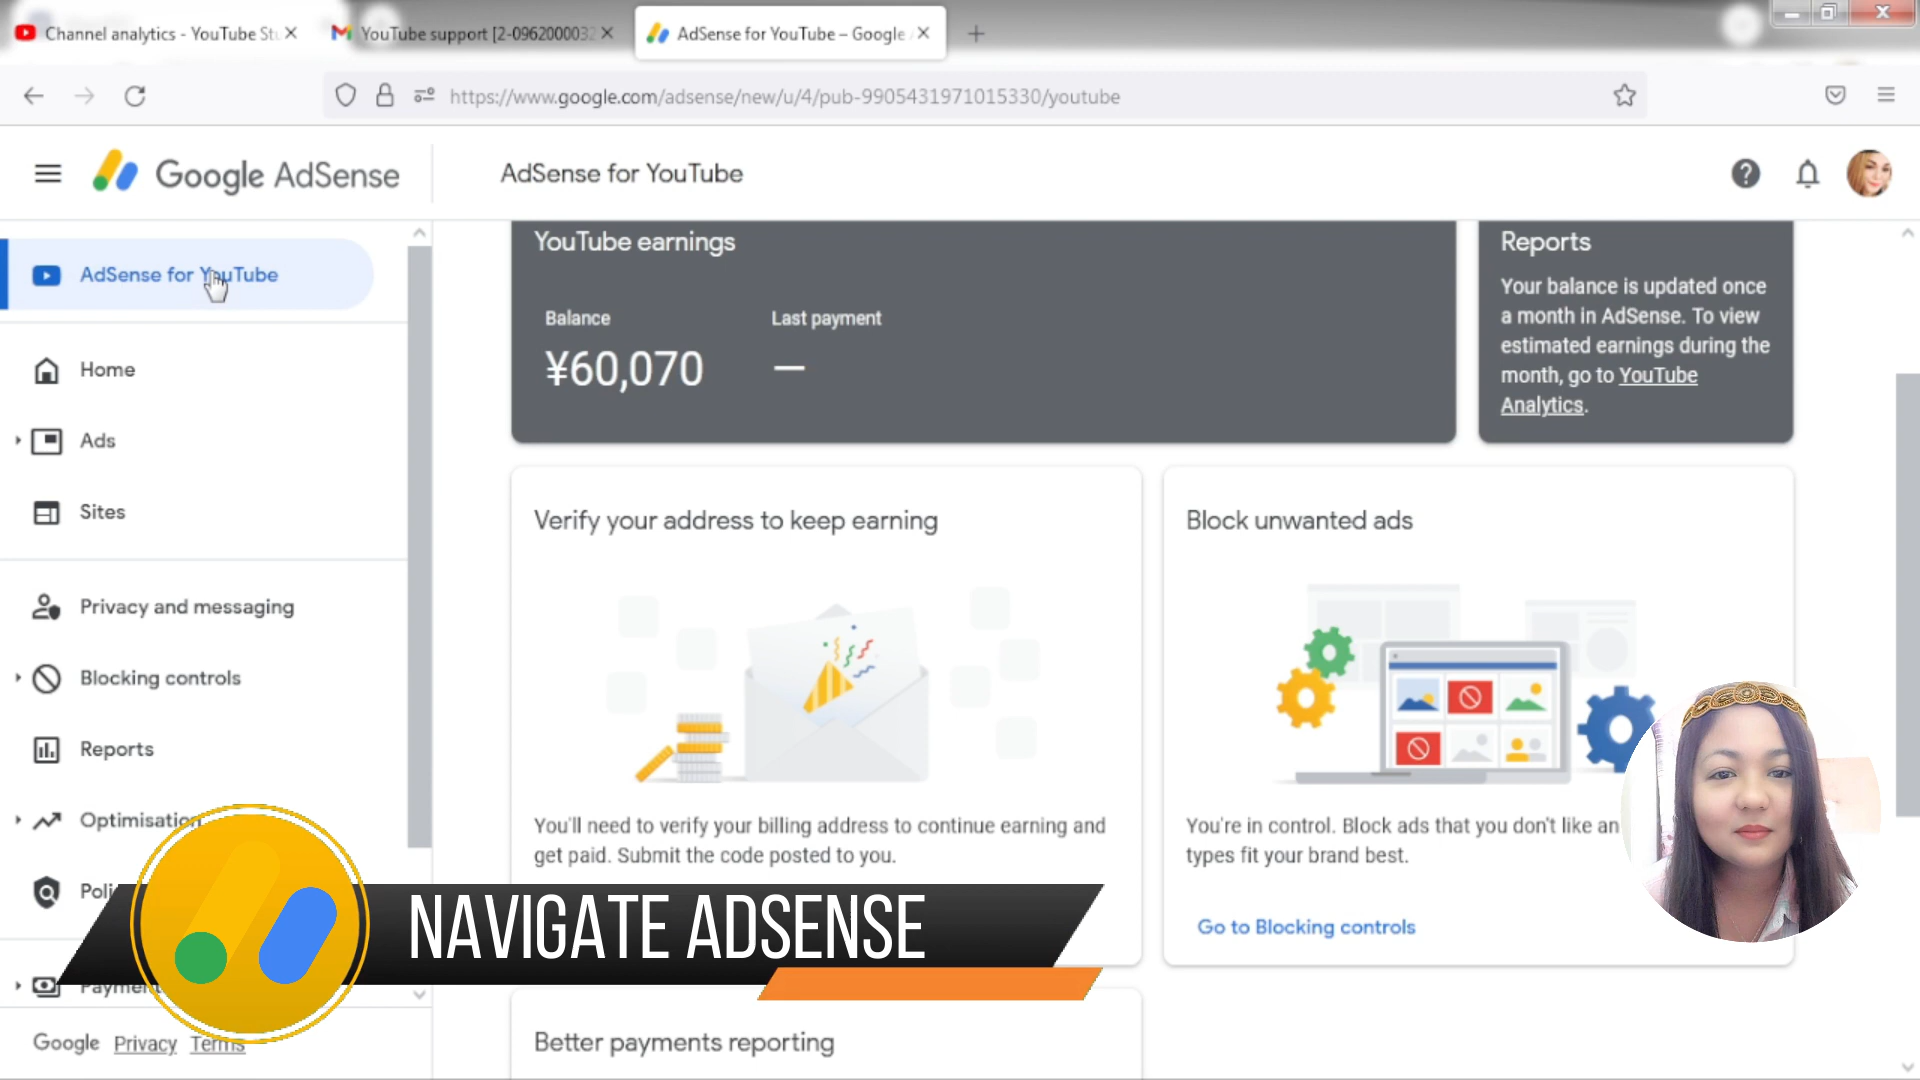 Channel analytics - YouTube Stu
YouTube support [2-0962000032
AdSense for YouTube – Google
https://www.google.com/adsense/new/u/4/pub-9905431971015330/youtube
Google AdSense
AdSense for YouTube
AdSense for YouTube
Home
Ads
Sites
Privacy and messaging
Blocking controls
Reports
Optimisation
Poli
Payment
Google Privacy Terms
YouTube earnings
Balance
Last payment
¥60,070
—
Reports
Your balance is updated once
a month in AdSense. To view
estimated earnings during the
month, go to YouTube
Analytics.
Verify your address to keep earning
You'll need to verify your billing address to continue earning and
get paid. Submit the code posted to you.
Block unwanted ads
You're in control. Block ads that you don't like an
types fit your brand best.
Go to Blocking controls
NAVIGATE ADSENSE
Better payments reporting